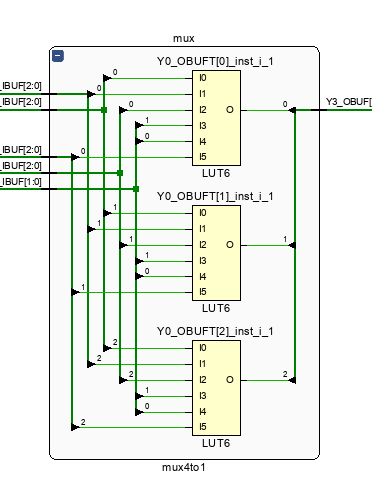 mux
Y0_OBUFT[0]_inst_i_1
_IBUF[2:0]
_IBUF[2:0]
_IBUF[2:0]
_IBUF[2:0]
_IBUF[1:0]
0 I0
I1
0 I2 O 0 Y3_OBUF[
1 I3
0 I4
0 I5
LUT6
Y0_OBUFT[1]_inst_i_1
1 I0
1 I1
1 I2 O 1
1 I3
0 I4
1 I5
LUT6
Y0_OBUFT[2]_inst_i_1
2 I0
2 I1
2 I2 O 2
1 I3
0 I4
2 I5
LUT6
mux4to1